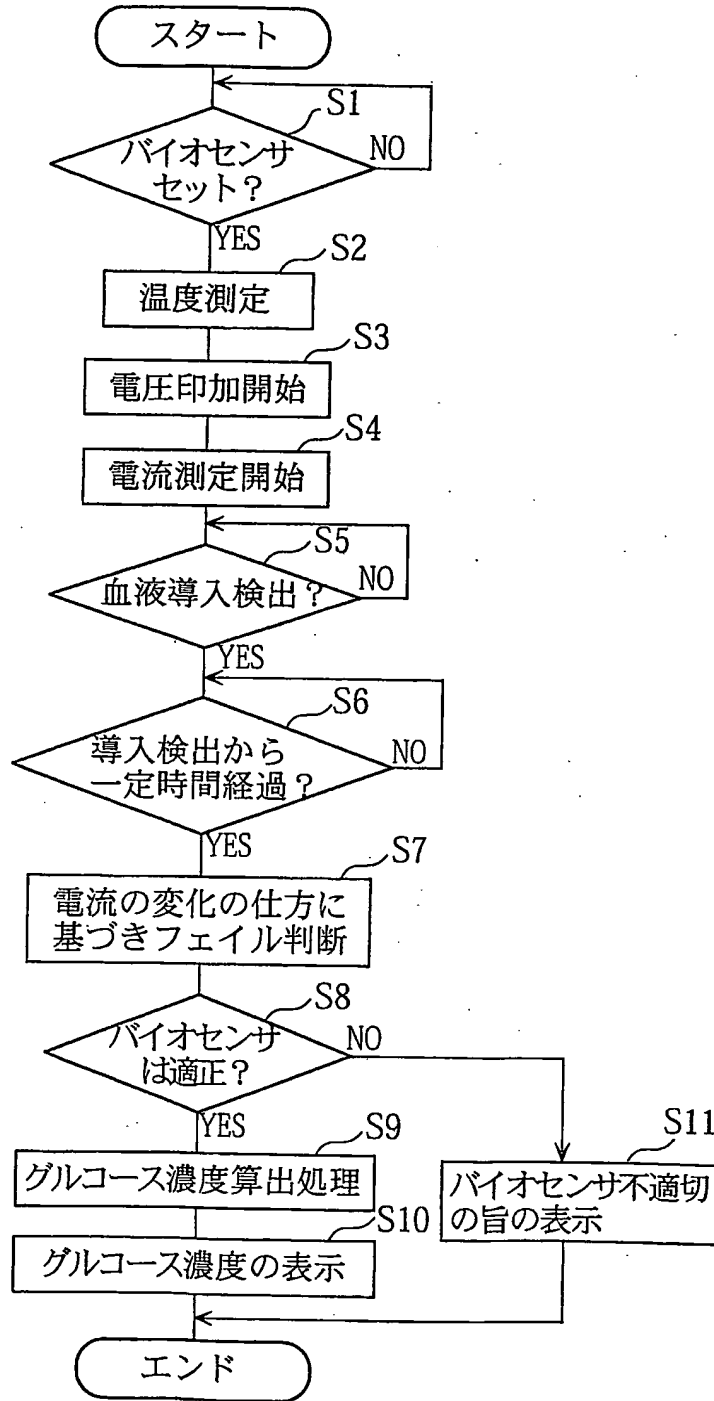 スタート
S1
バイオセンサ
セット？
NO
YES
S2
温度測定
S3
電圧印加開始
S4
電流測定開始
S5
血液導入検出？
NO
YES
S6
導入検出から
一定時間経過？
NO
YES
S7
電流の変化の仕方に
基づきフェイル判断
S8
バイオセンサ
は適正？
NO
YES
S9
グルコース濃度算出処理
S10
グルコース濃度の表示
S11
バイオセンサ不適切
の旨の表示
エンド